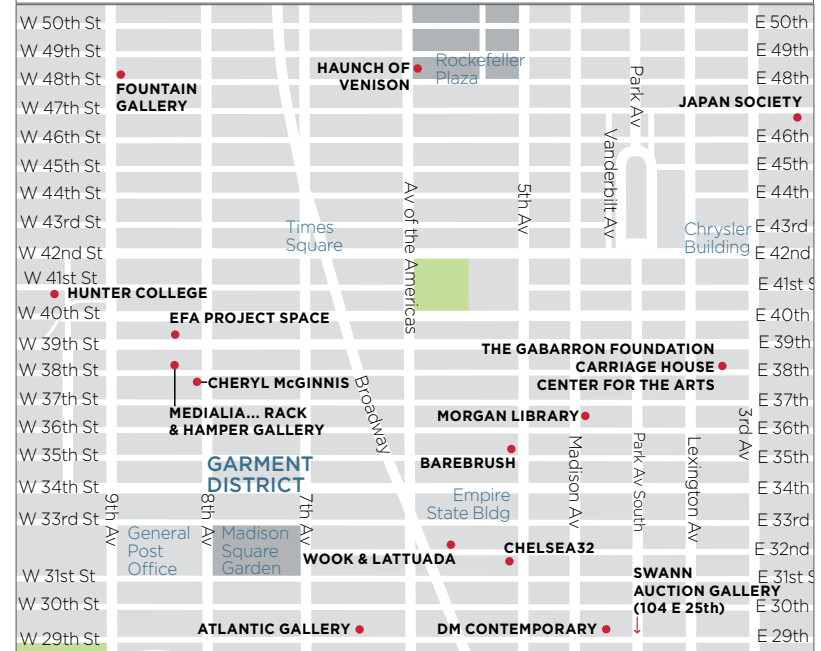 W 50th St
E 50th
W 49th St
E 49th
Rockefeller
Plaza
HAUNCH OF
VENISON
W 48th St
E 48th
FOUNTAIN
GALLERY
Park Av
JAPAN SOCIETY
W 47th St
W 46th St
E 46th
Vanderbilt Av
W 45th St
E 45th
W 44th St
E 44th
Av of the Americas
5th Av
W 43rd St
E 43rd
Times
Square
Chrysler
Building
W 42nd St
E 42nd
W 41st St
E 41st S
HUNTER COLLEGE
W 40th St
E 40th
EFA PROJECT SPACE
W 39th St
E 39th
THE GABARRON FOUNDATION
CARRIAGE HOUSE
CENTER FOR THE ARTS
W 38th St
E 38th
CHERYL McGINNIS
Broadway
W 37th St
E 37th
MEDIALIA... RACK
& HAMPER GALLERY
MORGAN LIBRARY
3rd Av
W 36th St
E 36th
W 35th St
E 35th
BAREBRUSH
Madison Av
Park Av South
Lexington Av
GARMENT
DISTRICT
W 34th St
E 34th
Empire
State Bldg
9th Av
8th Av
7th Av
W 33rd St
E 33rd
General
Post
Office
Madison
Square
Garden
WOOK & LATTUADA
CHELSEA32
E 32nd
W 31st St
E 31st S
SWANN
AUCTION GALLERY
(104 E 25th)
W 30th St
E 30th
W 29th St
E 29th
ATLANTIC GALLERY
DM CONTEMPORARY